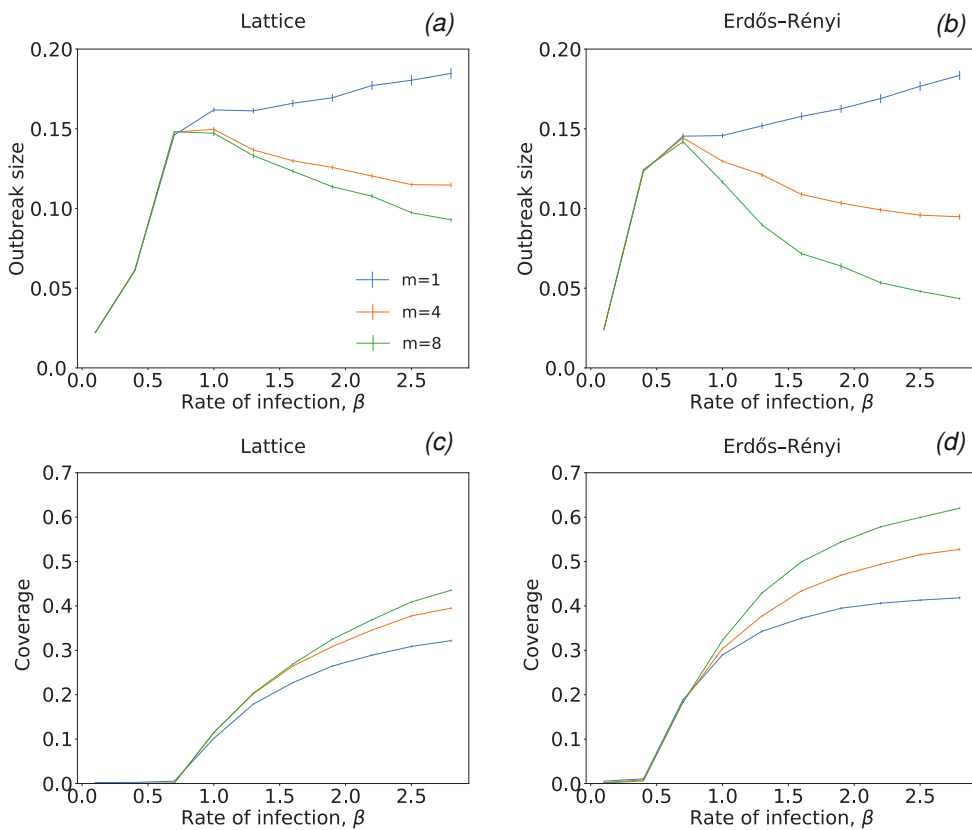 Lattice
(a)
Outbreak size
0.20
0.15
0.10
0.05
0.0
m=1
m=4
m=8
0.0 0.5 1.0 1.5 2.0 2.5
Rate of infection, β
Erdős–Rényi
(b)
Outbreak size
0.20
0.15
0.10
0.05
0.0
0.0 0.5 1.0 1.5 2.0 2.5
Rate of infection, β
Lattice
(c)
Coverage
0.7
0.6
0.5
0.4
0.3
0.2
0.1
0.0
0.0 0.5 1.0 1.5 2.0 2.5
Rate of infection, β
Erdős–Rényi
(d)
Coverage
0.7
0.6
0.5
0.4
0.3
0.2
0.1
0.0
0.0 0.5 1.0 1.5 2.0 2.5
Rate of infection, β